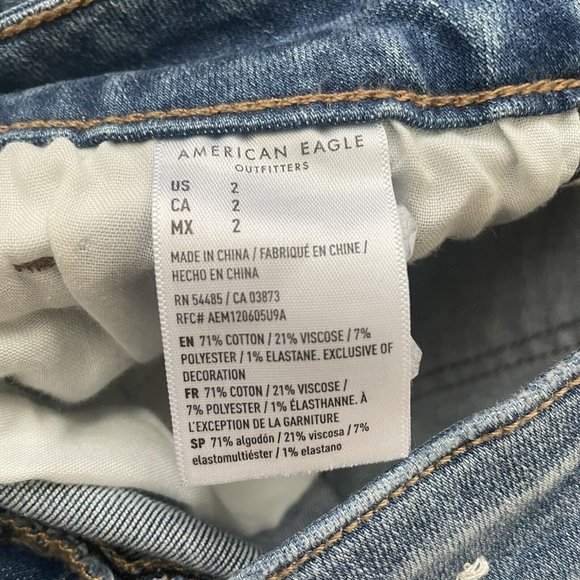 AMERICAN EAGLE
OUTFITTERS
US 2
CA 2
MX 2
MADE IN CHINA / FABRIQUÉ EN CHINE /
HECHO EN CHINA
RN 54485 / CA 03873
RFC# AEM120605U9A
EN 71% COTTON / 21% VISCOSE / 7%
POLYESTER / 1% ELASTANE. EXCLUSIVE OF
DECORATION
FR 71% COTON / 21% VISCOSE /
7% POLYESTER / 1% ÉLASTHANNE. À
L'EXCEPTION DE LA GARNITURE
SP 71% algodón / 21% viscosa / 7%
elastomultiéster / 1% elastano